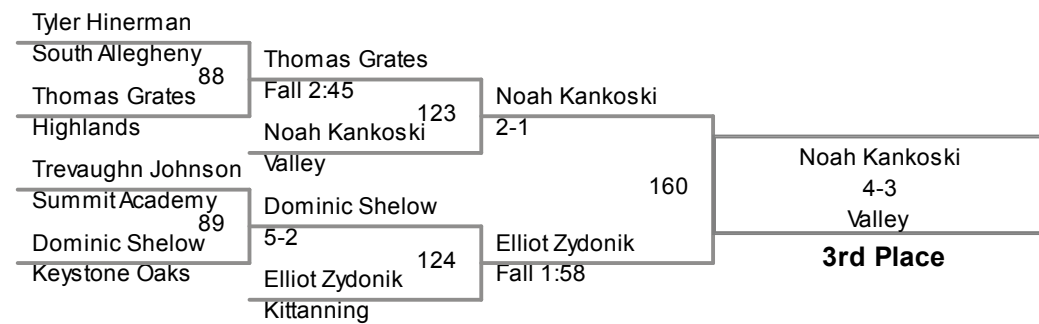 Tyler Hinerman
South Allegheny
88
Thomas Grates
Highlands
Trevaughn Johnson
Summit Academy
89
Dominic Shelow
Keystone Oaks
Thomas Grates
Fall 2:45
123
Noah Kankoski
Valley
Dominic Shelow
5-2
124
Elliot Zydonik
Kittanning
Noah Kankoski
2-1
160
Elliot Zydonik
Fall 1:58
Noah Kankoski
4-3
Valley
3rd Place